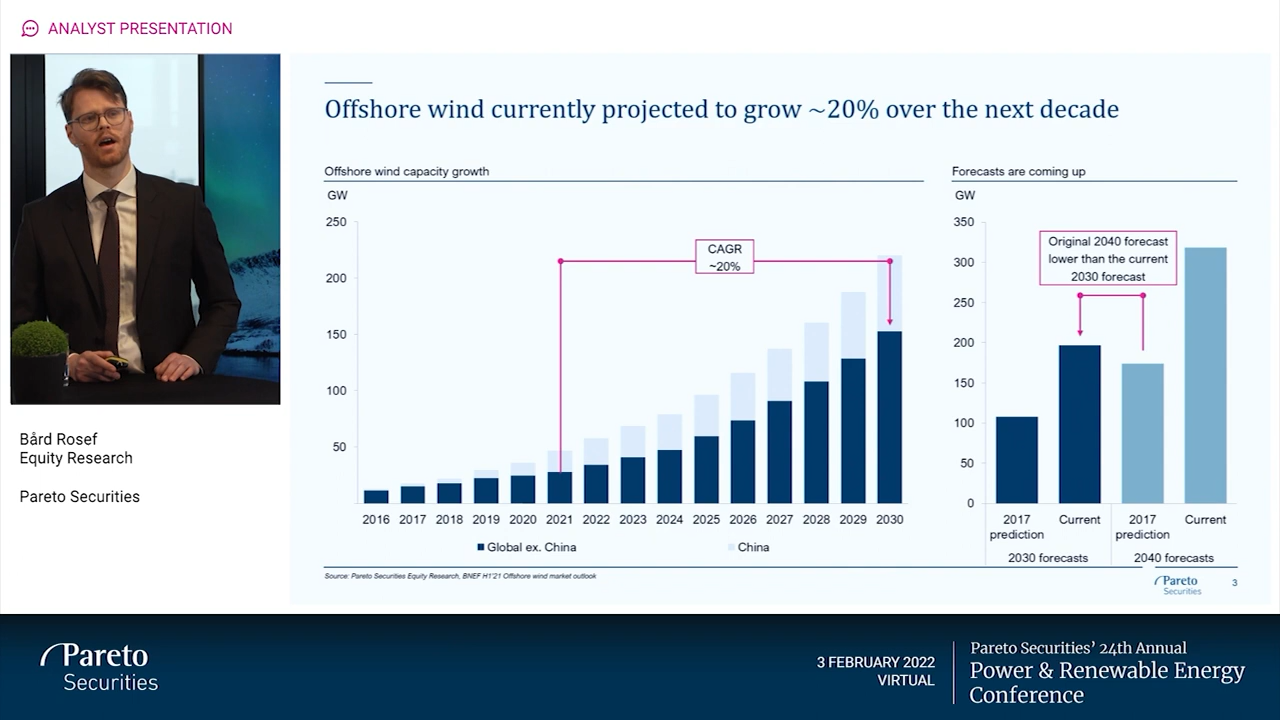 ANALYST PRESENTATION
Bård Rosef
Equity Research
Pareto Securities
Offshore wind currently projected to grow ~20% over the next decade
Offshore wind capacity growth
GW
250
200
150
100
50
CAGR
~20%
2016 2017 2018 2019 2020 2021 2022 2023 2024 2025 2026 2027 2028 2029 2030
Global ex. China China
Forecasts are coming up
GW
350
300
250
200
150
100
50
0
Original 2040 forecast
lower than the current
2030 forecast
2017 Current 2017 Current
prediction prediction
2030 forecasts 2040 forecasts
Source: Pareto Securities Equity Research, BNEF H1'21 Offshore wind market outlook
Pareto
Securities
3
Pareto
Securities
3 FEBRUARY 2022
VIRTUAL
Pareto Securities' 24th Annual
Power & Renewable Energy
Conference